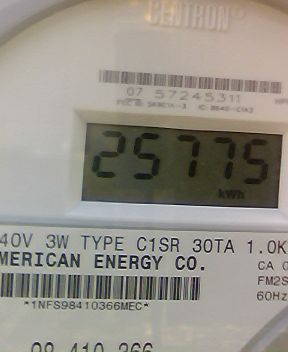 CENTRON®
07 57245311
25775
kWh
40V 3W TYPE C1SR 30TA 1.0K
MERICAN ENERGY CO.
CA 0
FM2S
60Hz
*1NFS98410366MEC*
98 410 366